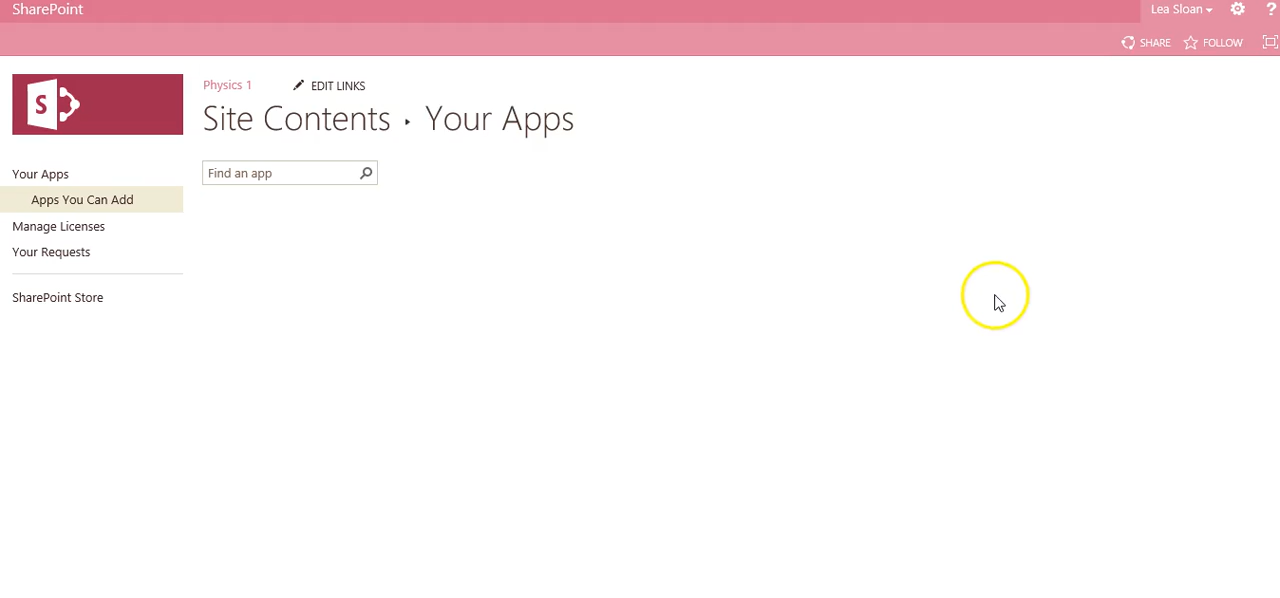 SharePoint
Lea Sloan
?
SHARE
FOLLOW
S
Physics 1
EDIT LINKS
Site Contents ▸ Your Apps
Find an app
Your Apps
Apps You Can Add
Manage Licenses
Your Requests
SharePoint Store